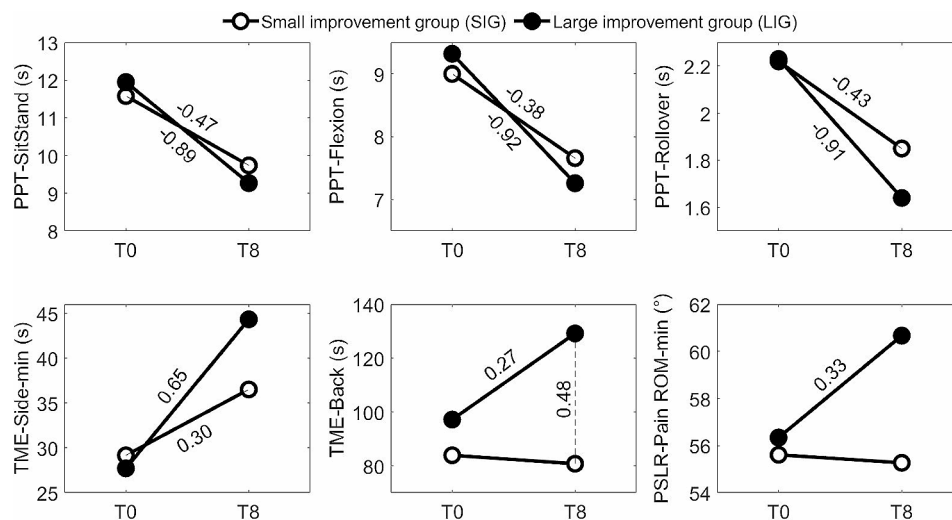 Small improvement group (SIG) Large improvement group (LIG)
PPT-SitStand (s)
13
12
11
10
9
8
-0.47
-0.89
T0 T8
PPT-Flexion (s)
9
8
7
-0.38
-0.92
T0 T8
PPT-Rollover (s)
2.2
2
1.8
1.6
-0.43
-0.91
T0 T8
TME-Side-min (s)
45
40
35
30
25
0.65
0.30
T0 T8
TME-Back (s)
140
120
100
80
0.27
0.48
T0 T8
PSLR-Pain ROM-min (°)
62
60
58
56
54
0.33
T0 T8